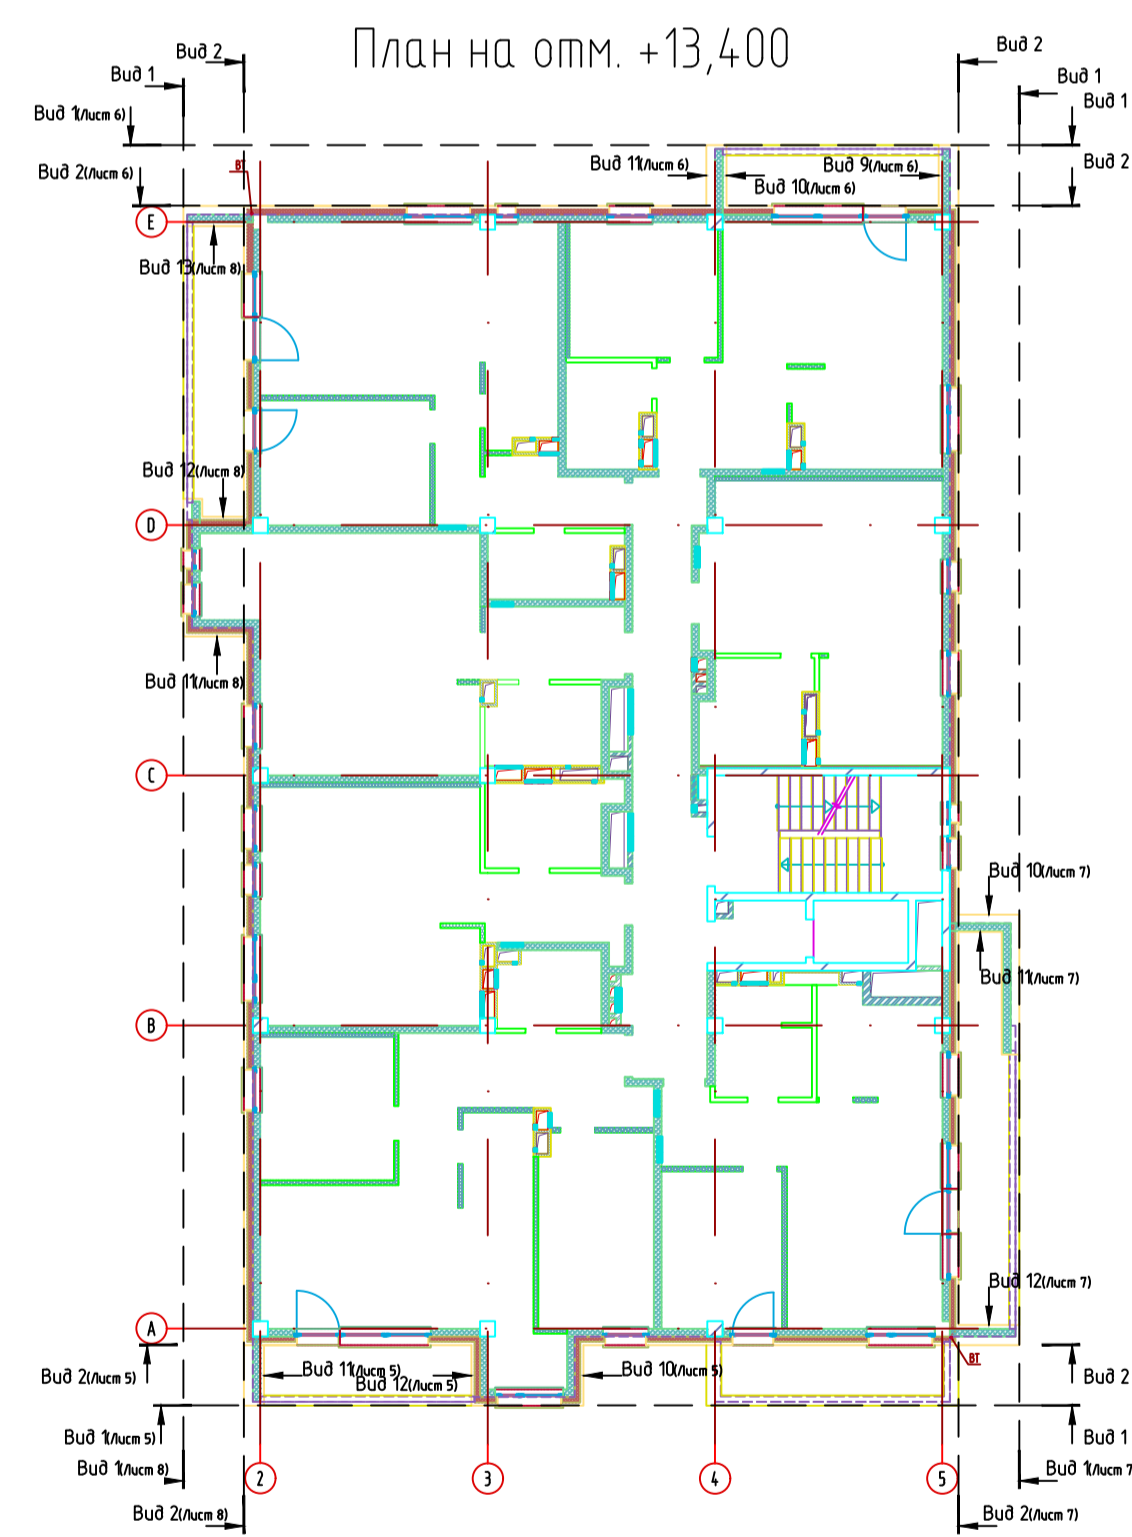 План на отм. +13,400
Вид 2
Вид 2
Вид 1
Вид 1
Вид 1(Лист 6)
Вид 1
Вид 2(Лист 6)
ВТ
Вид 11(Лист 6)
Вид 9(Лист 6)
Вид 2
Вид 10(Лист 6)
E
Вид 13(Лист 8)
Вид 12(Лист 8)
D
Вид 11(Лист 8)
C
Вид 10(Лист 7)
Вид 11(Лист 7)
B
Вид 12(Лист 7)
A
ВТ
Вид 2(Лист 5)
Вид 11(Лист 5)
Вид 12(Лист 5)
Вид 10(Лист 5)
Вид 2
Вид 1(Лист 5)
Вид 1
Вид 1(Лист 8)
2
3
4
5
Вид 1(Лист 7
Вид 2(Лист 8)
Вид 2(Лист 7)